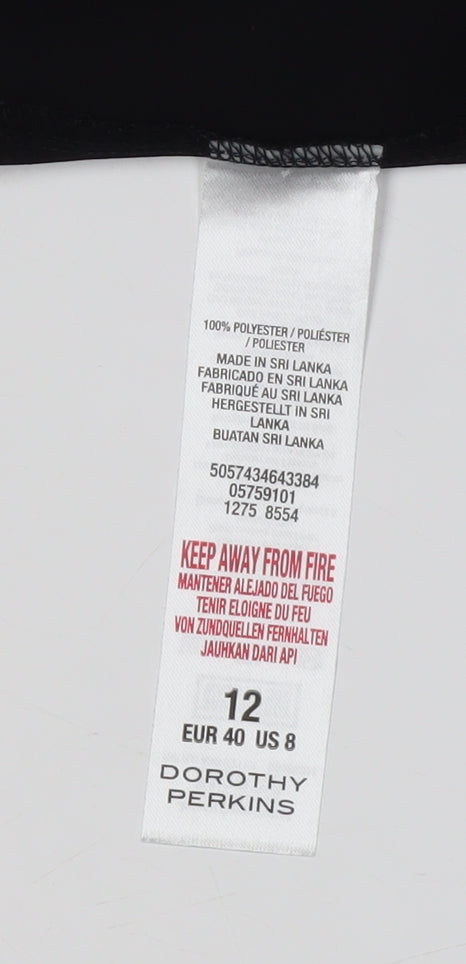 100% POLYESTER / POLIÉSTER
/ POLIESTER
MADE IN SRI LANKA
FABRICADO EN SRI LANKA
FABRIQUÉ AU SRI LANKA
HERGESTELLT IN SRI
LANKA
BUATAN SRI LANKA
5057434643384
05759101
1275 8554
KEEP AWAY FROM FIRE
MANTENER ALEJADO DEL FUEGO
TENIR ELOIGNE DU FEU
VON ZUNDQUELLEN FERNHALTEN
JAUHKAN DARI API
12
EUR 40 US 8
DOROTHY
PERKINS